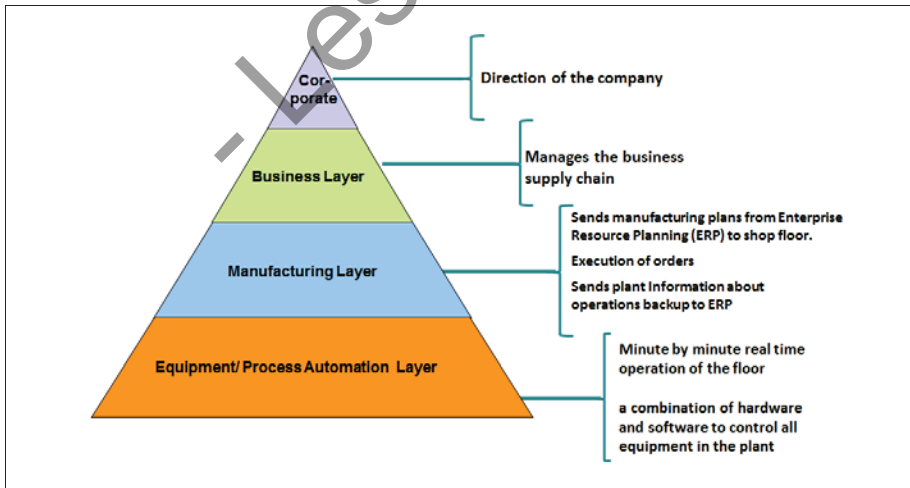 - Les
Cor-
porate
Direction of the company
Business Layer
Manages the business
supply chain
Manufacturing Layer
Sends manufacturing plans from Enterprise
Resource Planning (ERP) to shop floor.
Execution of orders
Sends plant Information about
operations backup to ERP
Equipment/ Process Automation Layer
Minute by minute real time
operation of the floor
a combination of hardware
and software to control all
equipment in the plant